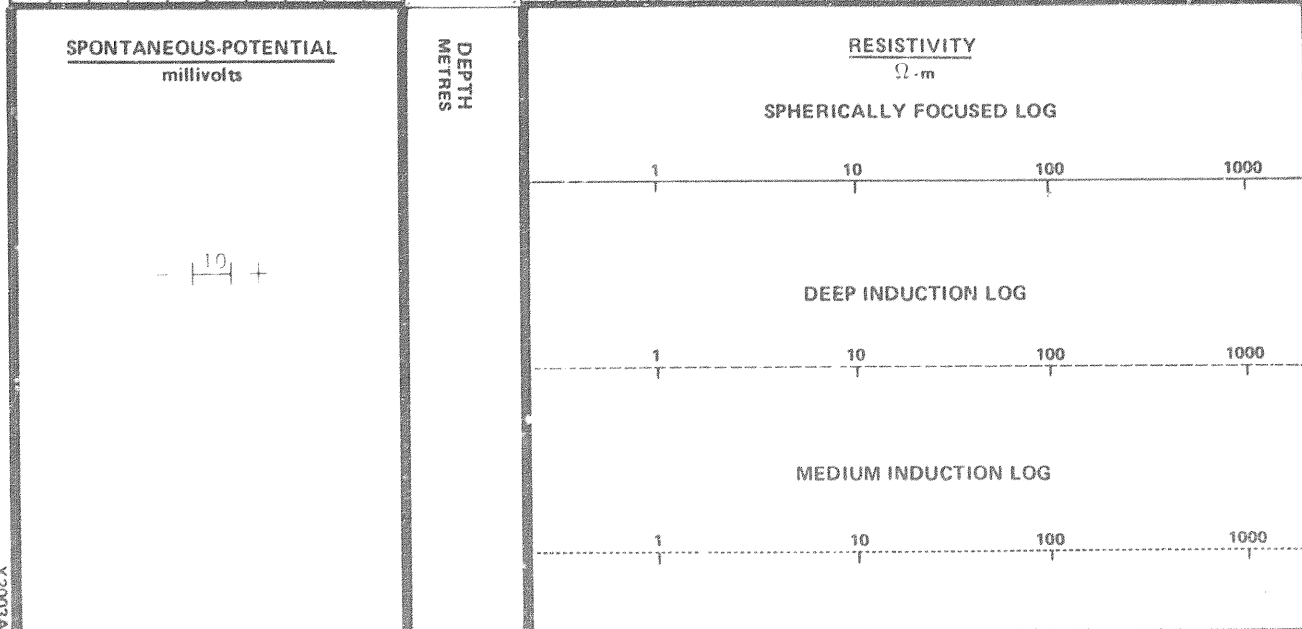 SPONTANEOUS-POTENTIAL
millivolts
- 10 +
DEPTH
METRES
RESISTIVITY
Ω-m
SPHERICALLY FOCUSED LOG
1 10 100 1000
DEEP INDUCTION LOG
1 10 100 1000
MEDIUM INDUCTION LOG
1 10 100 1000
X2003A